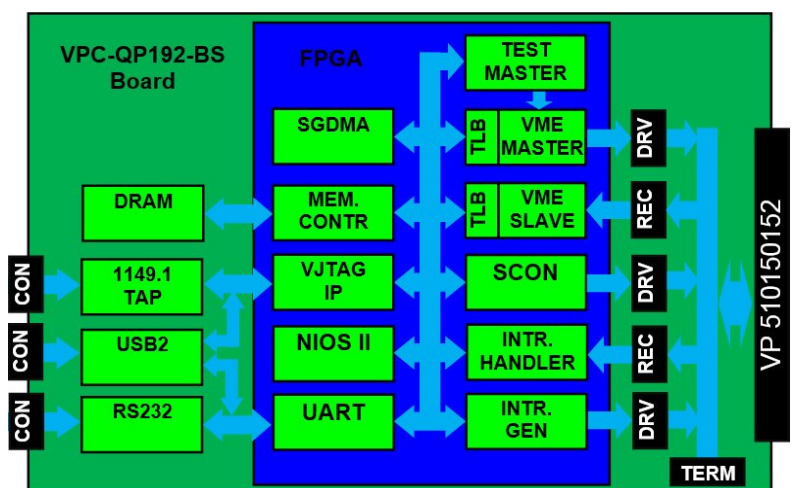 VPC-QP192-BS
Board
FPGA
TEST
MASTER
SGDMA
TLB
VME
MASTER
DRV
DRAM
MEM.
CONTR
TLB
VME
SLAVE
REC
CON
1149.1
TAP
VJTAG
IP
SCON
DRV
CON
USB2
NIOS II
INTR.
HANDLER
REC
CON
RS232
UART
INTR.
GEN
DRV
TERM
VP 510150152